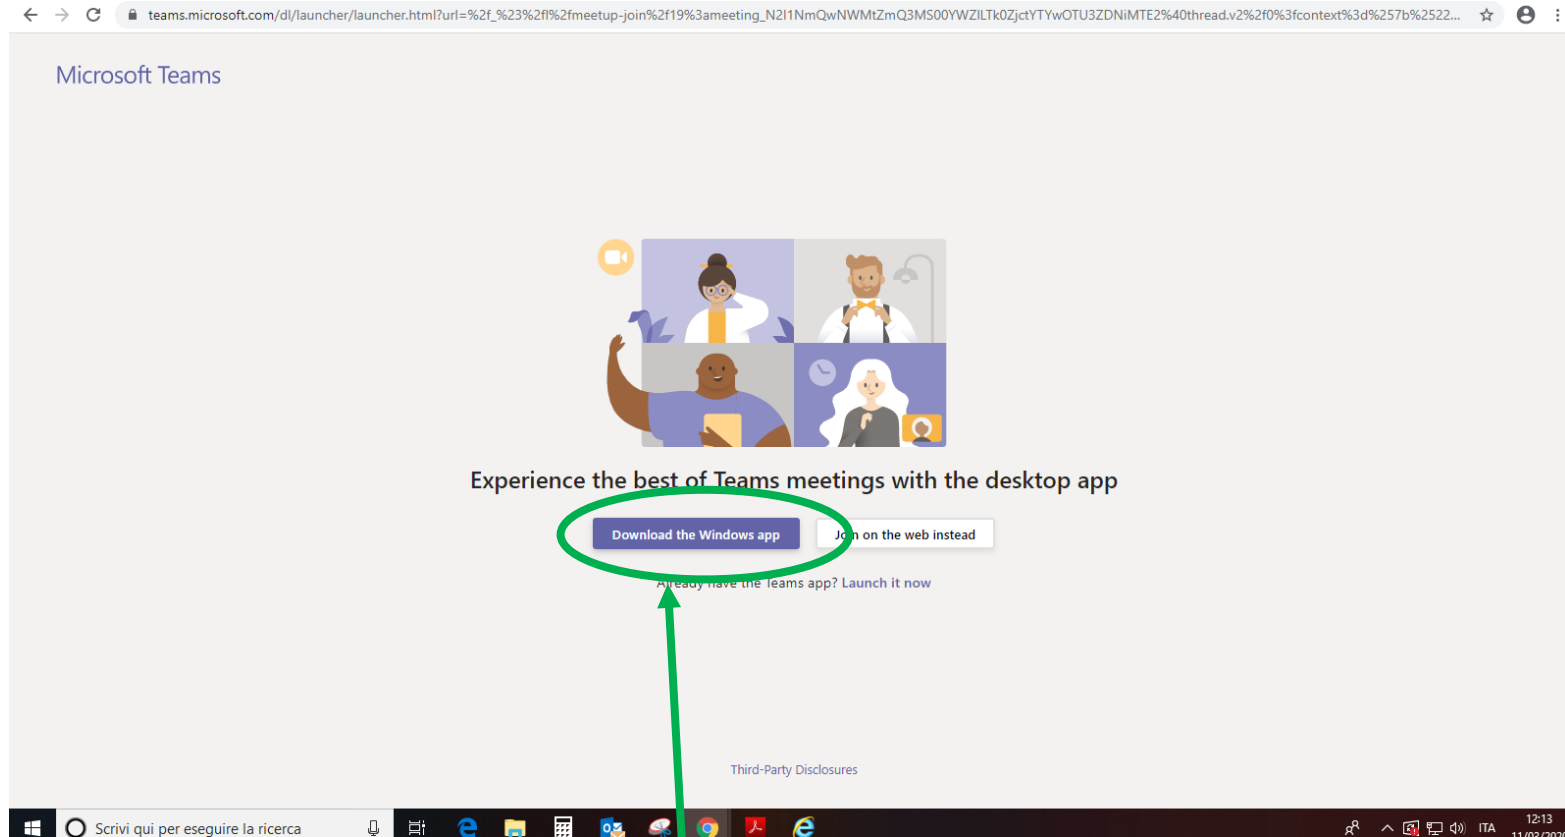 teams.microsoft.com/dl/launcher/launcher.html?url=%2f_%23%2fl%2fmeetup-join%2f19%3ameeting_N2I1NmQwNWMtZmQ3MS00YWZlLTk0ZjctYTYwOTU3ZDNiMTE2%40thread.v2%2f0%3fcontext%3d%257b%2522...
Microsoft Teams
Experience the best of Teams meetings with the desktop app
Download the Windows app
Join on the web instead
Already have the Teams app? Launch it now
Third-Party Disclosures
Scrivi qui per eseguire la ricerca
ITA
12:13